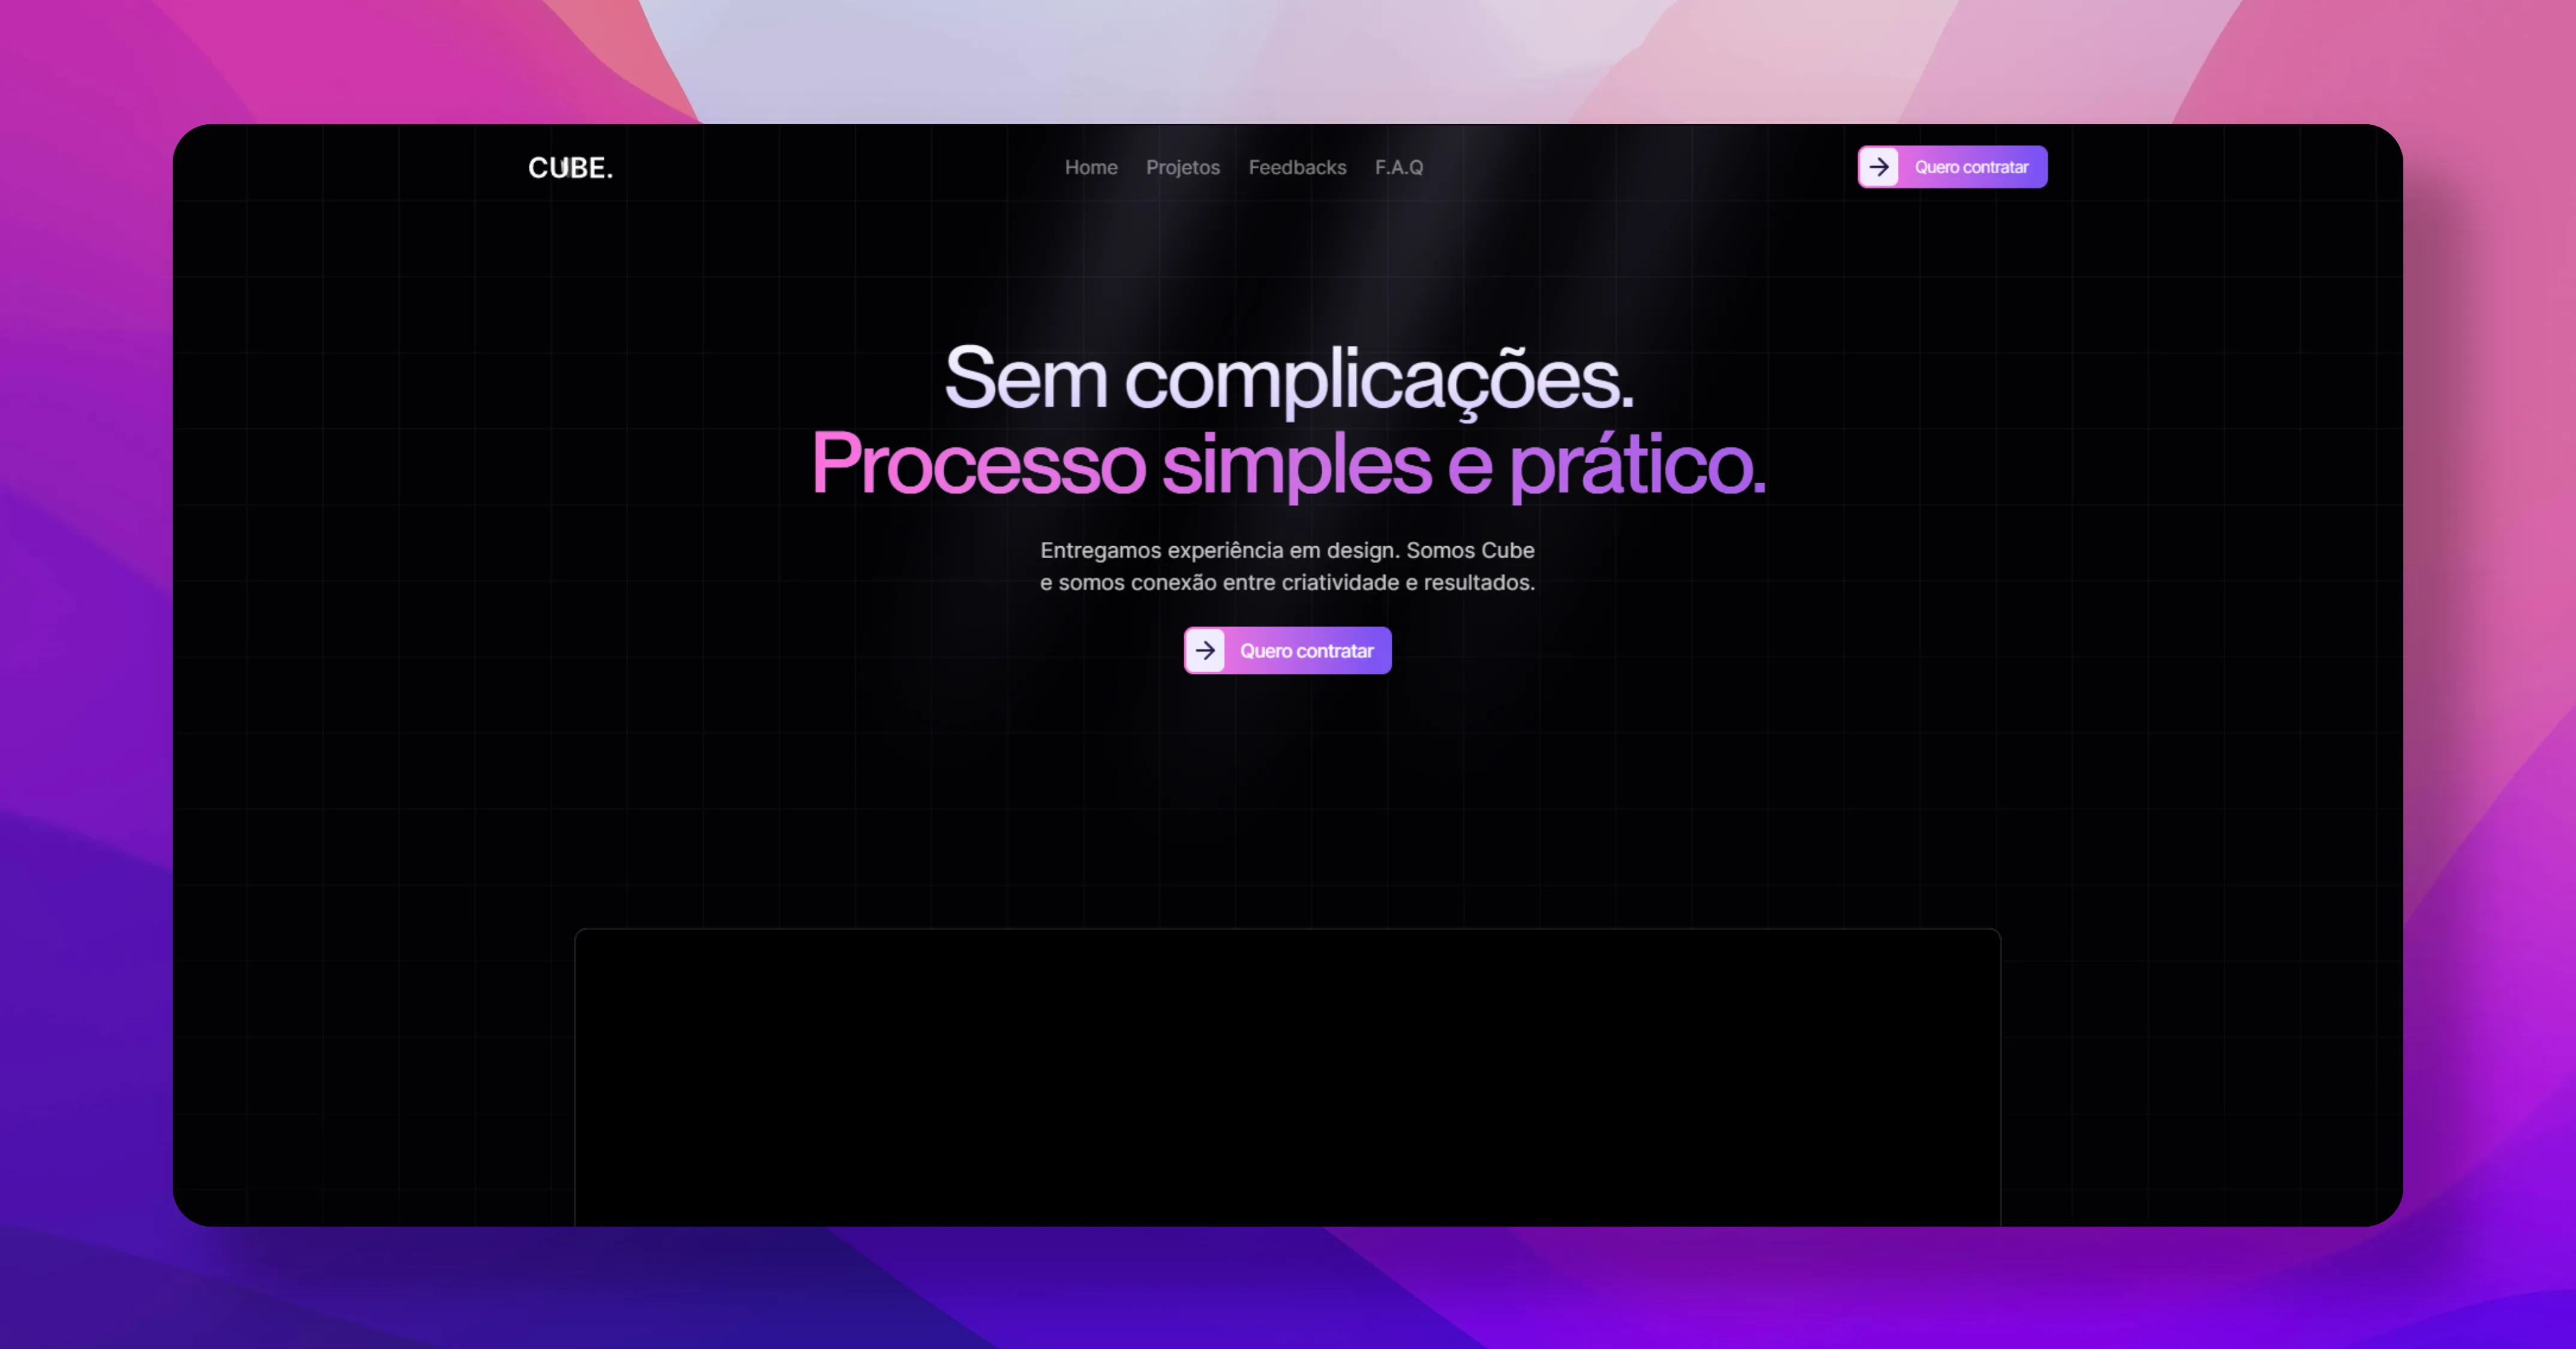 CUBE.
Home Projetos Feedbacks F.A.Q
Quero contratar
Sem complicações.
Processo simples e prático.
Entregamos experiência em design. Somos Cube
e somos conexão entre criatividade e resultados.
Quero contratar